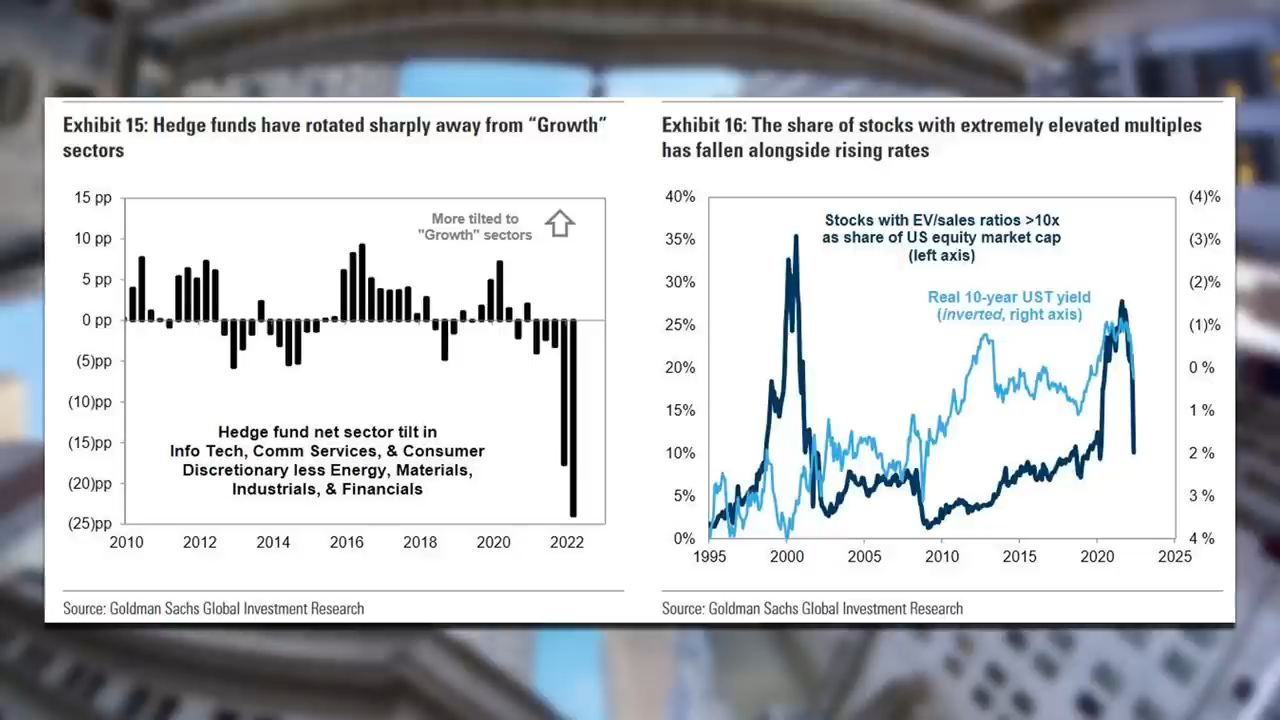 Exhibit 15: Hedge funds have rotated sharply away from “Growth”
sectors
15 pp
10 pp
5 pp
0 pp
(5)pp
(10)pp
(15)pp
(20)pp
(25)pp
More tilted to
"Growth" sectors
Hedge fund net sector tilt in
Info Tech, Comm Services, & Consumer
Discretionary less Energy, Materials,
Industrials, & Financials
2010 2012 2014 2016 2018 2020 2022
Source: Goldman Sachs Global Investment Research
Exhibit 16: The share of stocks with extremely elevated multiples
has fallen alongside rising rates
40%
35%
30%
25%
20%
15%
10%
5%
0%
Stocks with EV/sales ratios >10x
as share of US equity market cap
(left axis)
Real 10-year UST yield
(inverted, right axis)
(4)%
(3)%
(2)%
(1)%
0 %
1 %
2 %
3 %
4 %
1995 2000 2005 2010 2015 2020 2025
Source: Goldman Sachs Global Investment Research